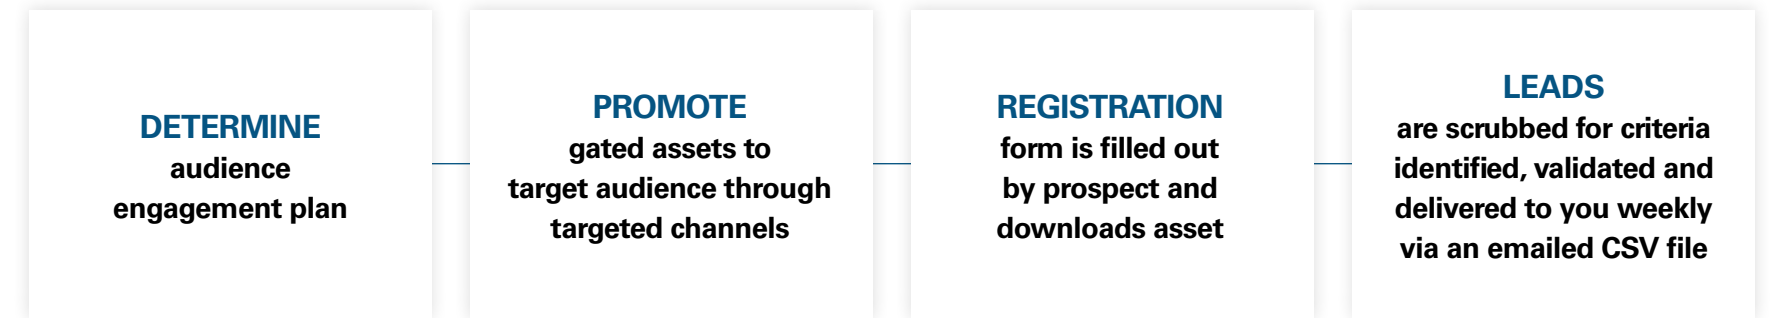 DETERMINE
audience
engagement plan
PROMOTE
gated assets to
target audience through
targeted channels
REGISTRATION
form is filled out
by prospect and
downloads asset
LEADS
are scrubbed for criteria
identified, validated and
delivered to you weekly
via an emailed CSV file